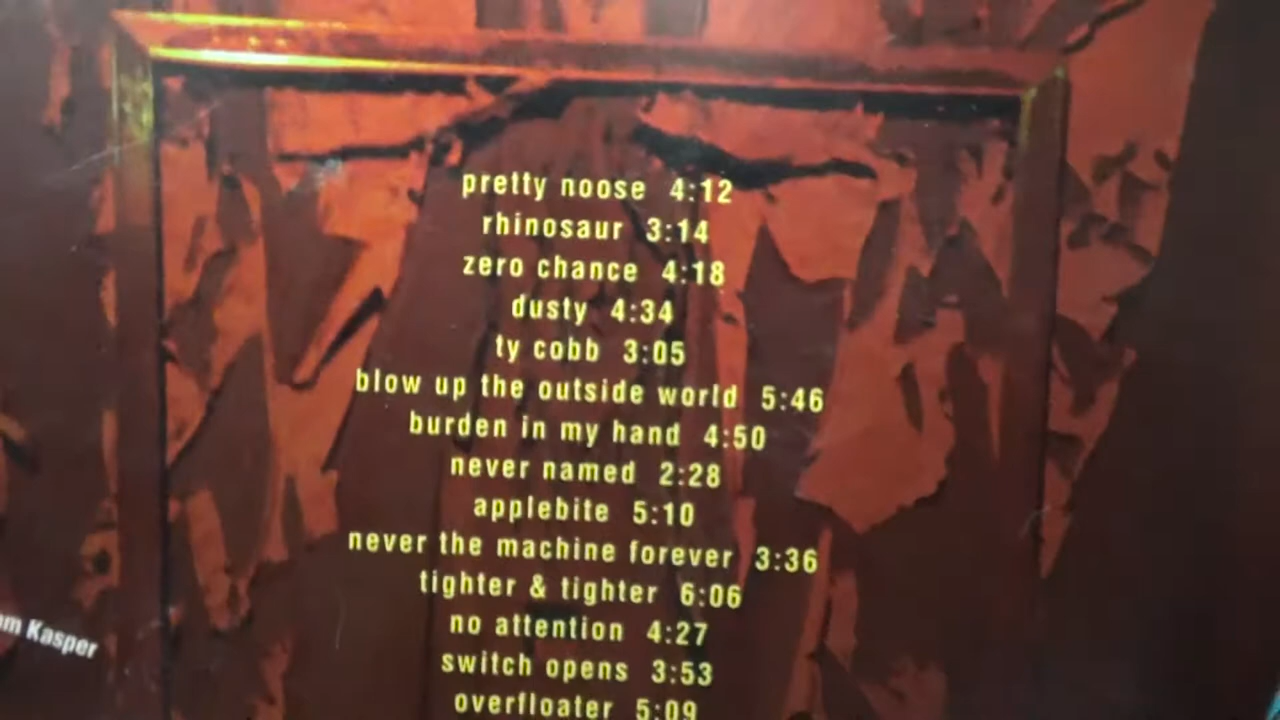 pretty noose 4:12
rhinosaur 3:14
zero chance 4:18
dusty 4:34
ty cobb 3:05
blow up the outside world 5:46
burden in my hand 4:50
never named 2:28
applebite 5:10
never the machine forever 3:36
tighter & tighter 6:06
no attention 4:27
switch opens 3:53
overfloater 5:09
Kasper